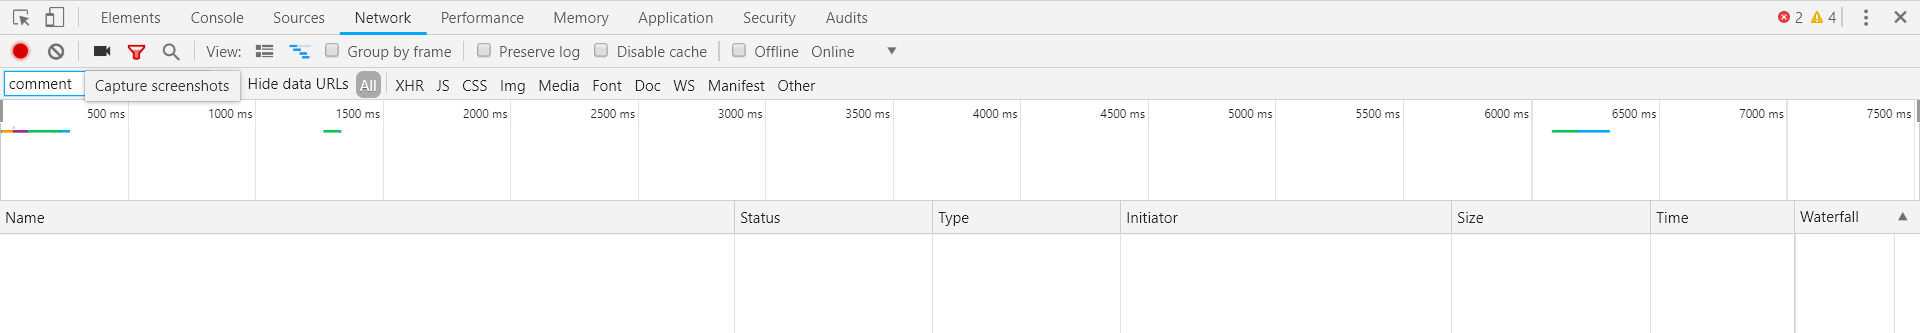 Elements Console Sources Network Performance Memory Application Security Audits 2 4
View: Group by frame Preserve log Disable cache Offline Online
comment Capture screenshots Hide data URLs All XHR JS CSS Img Media Font Doc WS Manifest Other
500 ms 1000 ms 1500 ms 2000 ms 2500 ms 3000 ms 3500 ms 4000 ms 4500 ms 5000 ms 5500 ms 6000 ms 6500 ms 7000 ms 7500 ms
Name Status Type Initiator Size Time Waterfall